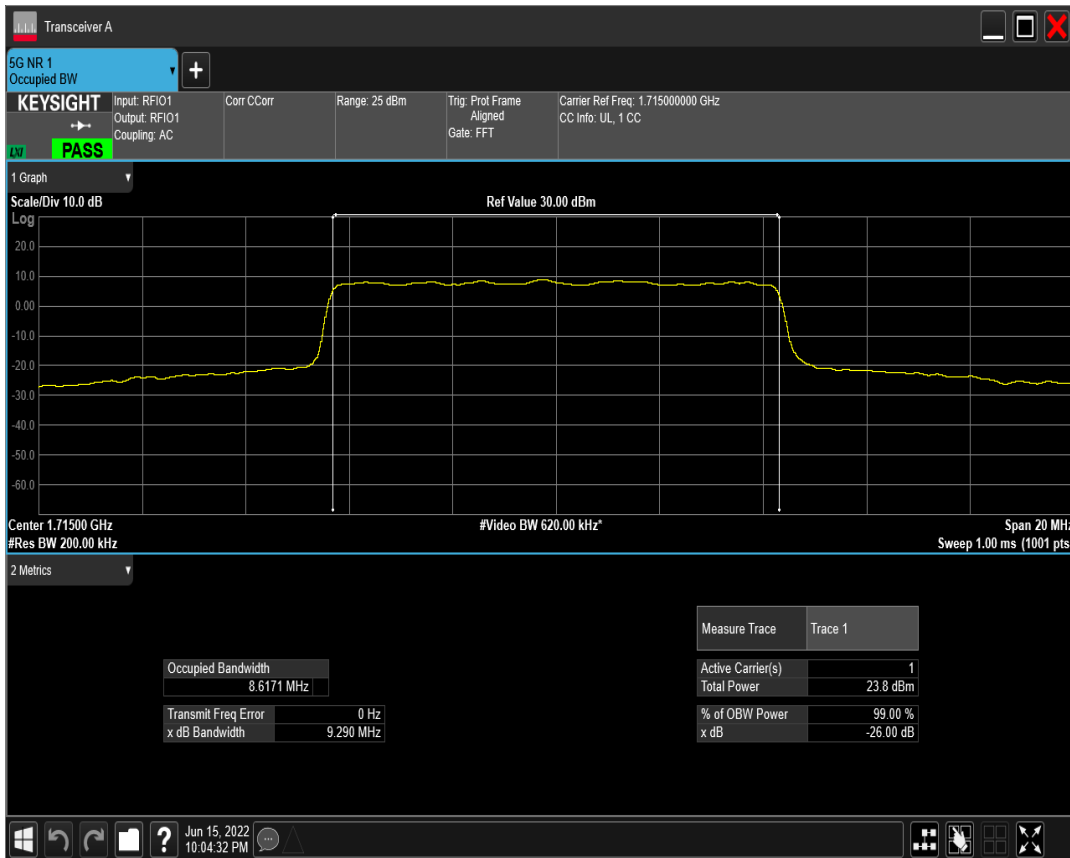 Transceiver A
5G NR 1
Occupied BW
KEYSIGHT
LXI
PASS
Input: RFIO1
Output: RFIO1
Coupling: AC
Corr CCorr
Range: 25 dBm
Trig: Prot Frame
Aligned
Gate: FFT
Carrier Ref Freq: 1.715000000 GHz
CC Info: UL, 1 CC
1 Graph
Scale/Div 10.0 dB
Ref Value 30.00 dBm
Log
20.0
10.0
0.00
-10.0
-20.0
-30.0
-40.0
-50.0
-60.0
Center 1.71500 GHz
#Video BW 620.00 kHz*
Span 20 MHz
#Res BW 200.00 kHz
Sweep 1.00 ms (1001 pts
2 Metrics
Measure Trace Trace 1
Occupied Bandwidth
8.6171 MHz
Active Carrier(s) 1
Total Power 23.8 dBm
Transmit Freq Error 0 Hz
x dB Bandwidth 9.290 MHz
% of OBW Power 99.00 %
x dB -26.00 dB
?
Jun 15, 2022
10:04:32 PM